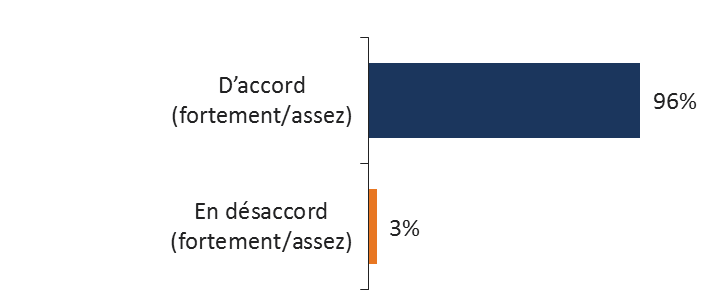 D’accord
(fortement/assez)
96%
En désaccord
(fortement/assez)
3%